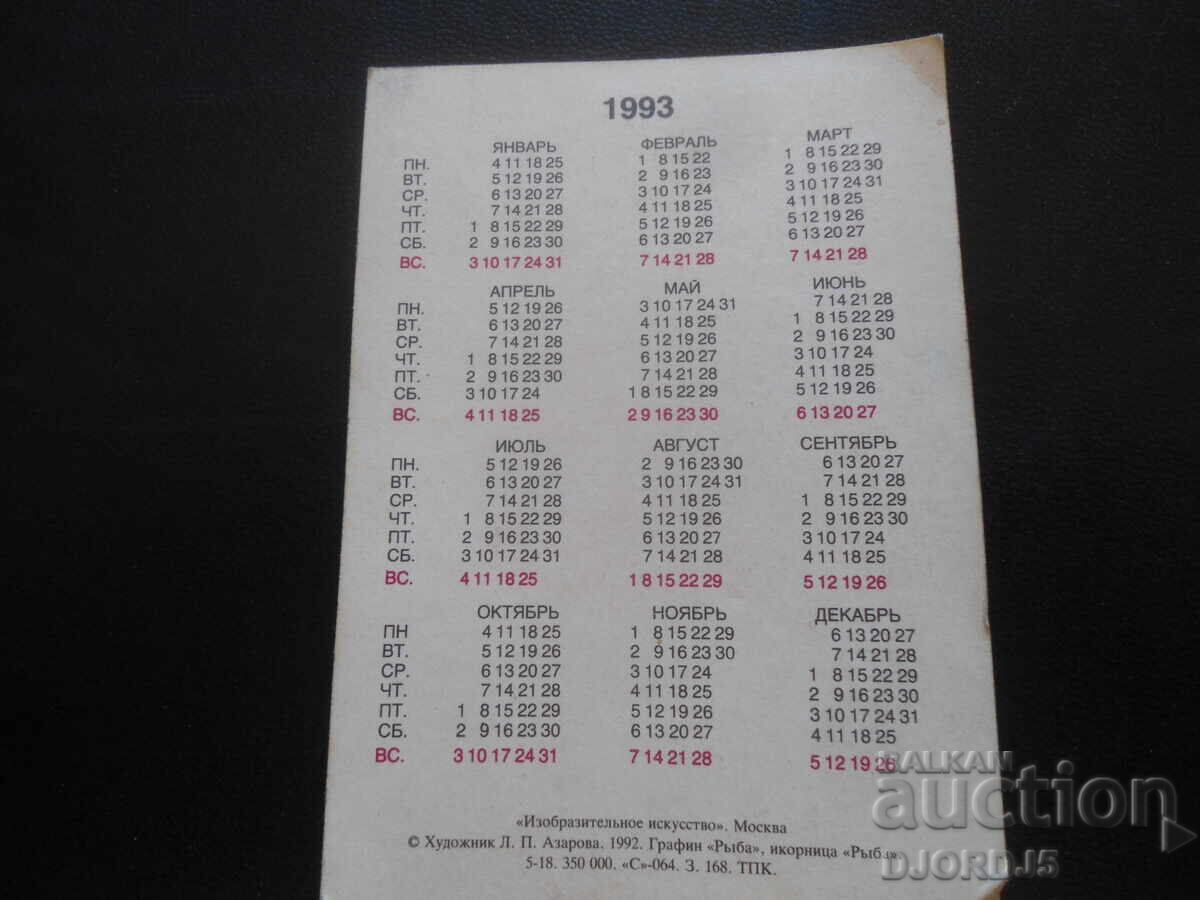 1993
ЯНВАРЬ ФЕВРАЛЬ МАРТ
ПН. 4 11 18 25 1 8 15 22 1 8 15 22 29
ВТ. 5 12 19 26 2 9 16 23 2 9 16 23 30
СР. 6 13 20 27 3 10 17 24 3 10 17 24 31
ЧТ. 7 14 21 28 4 11 18 25 4 11 18 25
ПТ. 1 8 15 22 29 5 12 19 26 5 12 19 26
СБ. 2 9 16 23 30 6 13 20 27 6 13 20 27
ВС. 3 10 17 24 31 7 14 21 28 7 14 21 28
АПРЕЛЬ МАЙ ИЮНЬ
ПН. 5 12 19 26 3 10 17 24 31 7 14 21 28
ВТ. 6 13 20 27 4 11 18 25 1 8 15 22 29
СР. 7 14 21 28 5 12 19 26 2 9 16 23 30
ЧТ. 1 8 15 22 29 6 13 20 27 3 10 17 24
ПТ. 2 9 16 23 30 7 14 21 28 4 11 18 25
СБ. 3 10 17 24 1 8 15 22 29 5 12 19 26
ВС. 4 11 18 25 2 9 16 23 30 6 13 20 27
ИЮЛЬ АВГУСТ СЕНТЯБРЬ
ПН. 5 12 19 26 2 9 16 23 30 6 13 20 27
ВТ. 6 13 20 27 3 10 17 24 31 7 14 21 28
СР. 7 14 21 28 4 11 18 25 1 8 15 22 29
ЧТ. 1 8 15 22 29 5 12 19 26 2 9 16 23 30
ПТ. 2 9 16 23 30 6 13 20 27 3 10 17 24
СБ. 3 10 17 24 31 7 14 21 28 4 11 18 25
ВС. 4 11 18 25 1 8 15 22 29 5 12 19 26
ОКТЯБРЬ НОЯБРЬ ДЕКАБРЬ
ПН 4 11 18 25 1 8 15 22 29 6 13 20 27
ВТ. 5 12 19 26 2 9 16 23 30 7 14 21 28
СР. 6 13 20 27 3 10 17 24 1 8 15 22 29
ЧТ. 7 14 21 28 4 11 18 25 2 9 16 23 30
ПТ. 1 8 15 22 29 5 12 19 26 3 10 17 24 31
СБ. 2 9 16 23 30 6 13 20 27 4 11 18 25
ВС. 3 10 17 24 31 7 14 21 28 5 12 19 26
«Изобразительное искусство». Москва
© Художник Л. П. Азарова. 1992. Графин «Рыба», икорница «Рыба».
5-18. 350 000. «С»-064. З. 168. ТПК.
BALKAN
auction
DJORDJ5